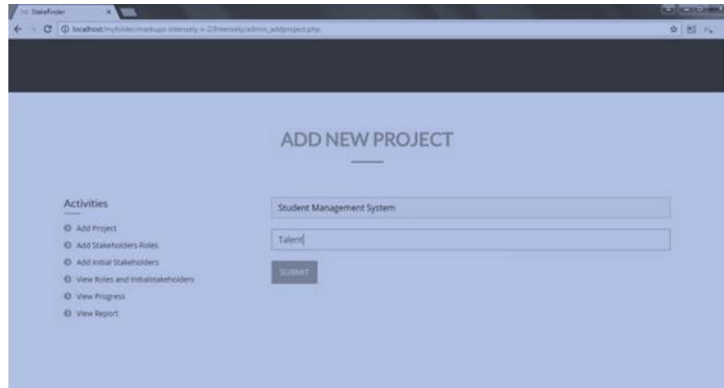 StakeFinder
localhost/myfolder/markups-intensely-v-2/Intensely/admin_addproject.php
ADD NEW PROJECT
Activities
Add Project
Add Stakeholders Roles
Add Initial Stakeholders
View Roles and Initialstakeholders
View Progress
View Report
Student Management System
Talent
SUBMIT